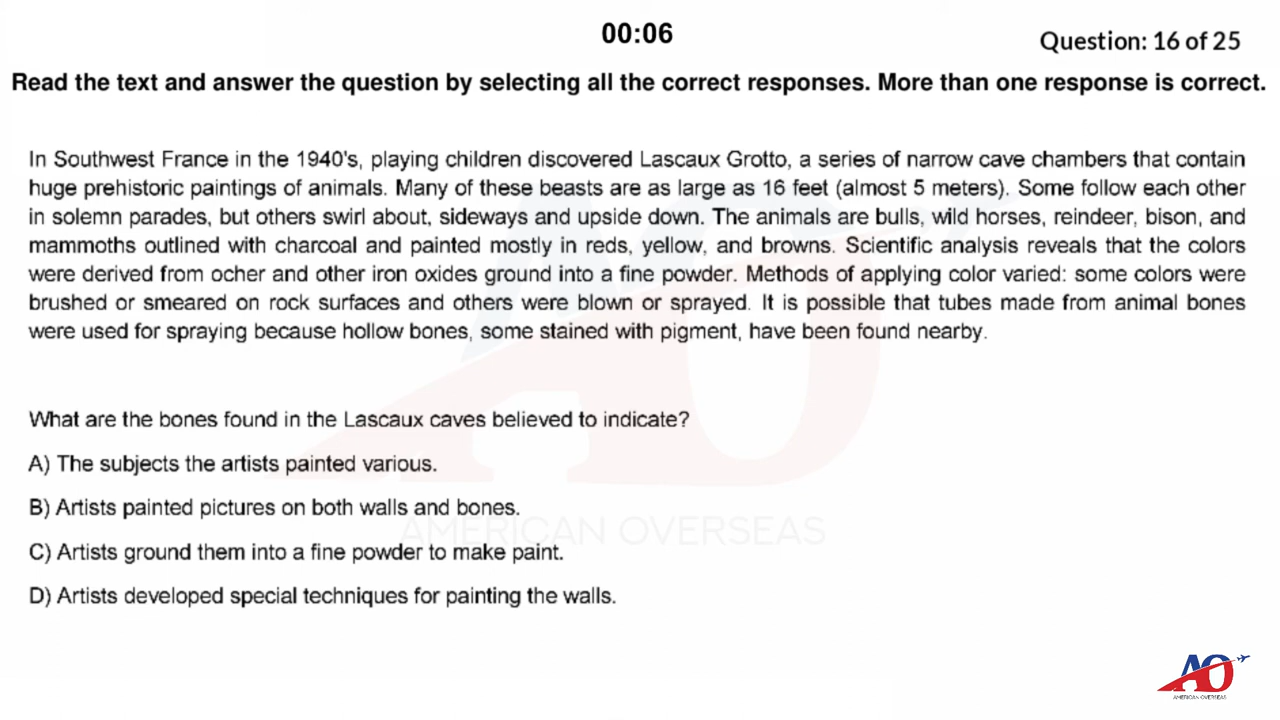 00:06
Question: 16 of 25
Read the text and answer the question by selecting all the correct responses. More than one response is correct.
In Southwest France in the 1940's, playing children discovered Lascaux Grotto, a series of narrow cave chambers that contain
huge prehistoric paintings of animals. Many of these beasts are as large as 16 feet (almost 5 meters). Some follow each other
in solemn parades, but others swirl about, sideways and upside down. The animals are bulls, wild horses, reindeer, bison, and
mammoths outlined with charcoal and painted mostly in reds, yellow, and browns. Scientific analysis reveals that the colors
were derived from ocher and other iron oxides ground into a fine powder. Methods of applying color varied: some colors were
brushed or smeared on rock surfaces and others were blown or sprayed. It is possible that tubes made from animal bones
were used for spraying because hollow bones, some stained with pigment, have been found nearby.
What are the bones found in the Lascaux caves believed to indicate?
A) The subjects the artists painted various.
B) Artists painted pictures on both walls and bones.
AMERICAN OVERSEAS
C) Artists ground them into a fine powder to make paint.
D) Artists developed special techniques for painting the walls.
AO
AMERICAN OVERSEAS